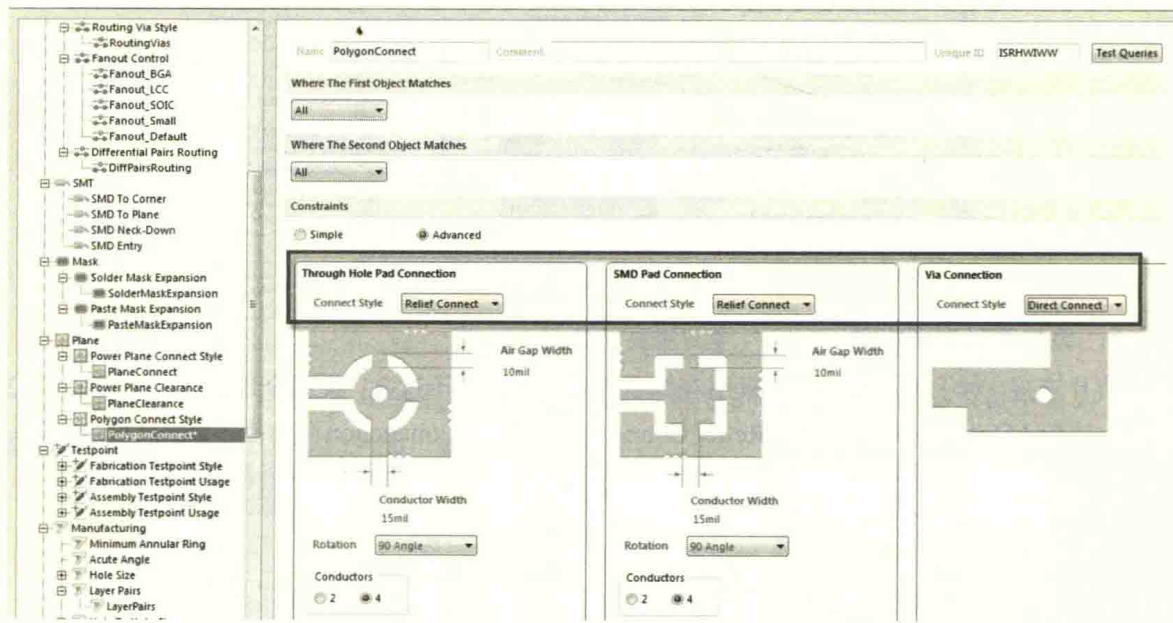 Routing Via Style
RoutingVias
Fanout Control
Fanout_BGA
Fanout_LCC
Fanout_SOIC
Fanout_Small
Fanout_Default
Differential Pairs Routing
DiffPairsRouting
SMT
SMD To Corner
SMD To Plane
SMD Neck-Down
SMD Entry
Mask
Solder Mask Expansion
SolderMaskExpansion
Paste Mask Expansion
PasteMaskExpansion
Plane
Power Plane Connect Style
PlaneConnect
Power Plane Clearance
PlaneClearance
Polygon Connect Style
PolygonConnect*
Testpoint
Fabrication Testpoint Style
Fabrication Testpoint Usage
Assembly Testpoint Style
Assembly Testpoint Usage
Manufacturing
Minimum Annular Ring
Acute Angle
Hole Size
Layer Pairs
LayerPairs
Name PolygonConnect Comment Unique ID ISRHWIWW Test Queries
Where The First Object Matches
All
Where The Second Object Matches
All
Constraints
Simple Advanced
Through Hole Pad Connection
Connect Style Relief Connect
Air Gap Width
10mil
Conductor Width
15mil
Rotation 90 Angle
Conductors
2 4
SMD Pad Connection
Connect Style Relief Connect
Air Gap Width
10mil
Conductor Width
15mil
Rotation 90 Angle
Conductors
2 4
Via Connection
Connect Style Direct Connect